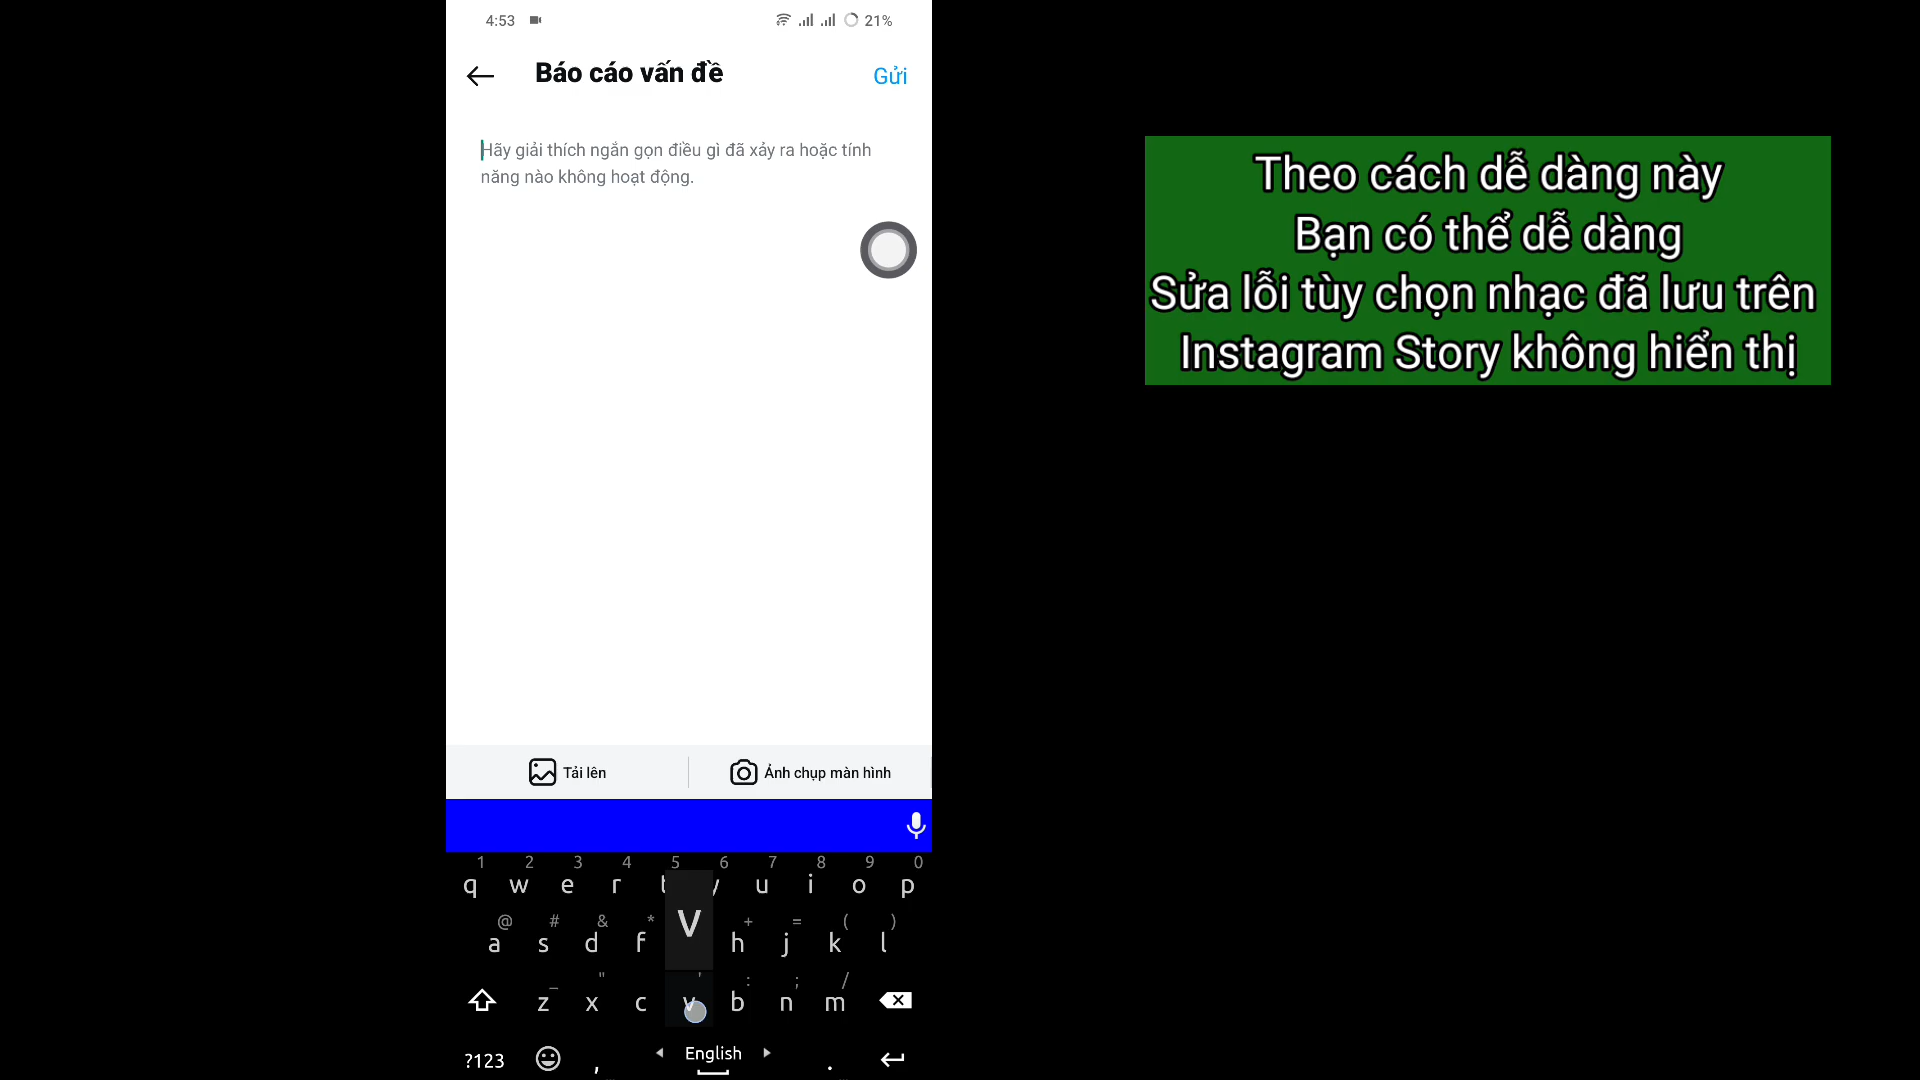 4:53
21%
Báo cáo vấn đề
Gửi
Hãy giải thích ngắn gọn điều gì đã xảy ra hoặc tính
năng nào không hoạt động.
Theo cách dễ dàng này
Bạn có thể dễ dàng
Sửa lỗi tùy chọn nhạc đã lưu trên
Instagram Story không hiển thị
Tải lên
Ảnh chụp màn hình
1 2 3 4 5 6 7 8 9 0
q w e r t y u i o p
@ # & * + = ( )
a s d f V h j k l
_ " ' : ; /
z x c v b n m
?123 , English .